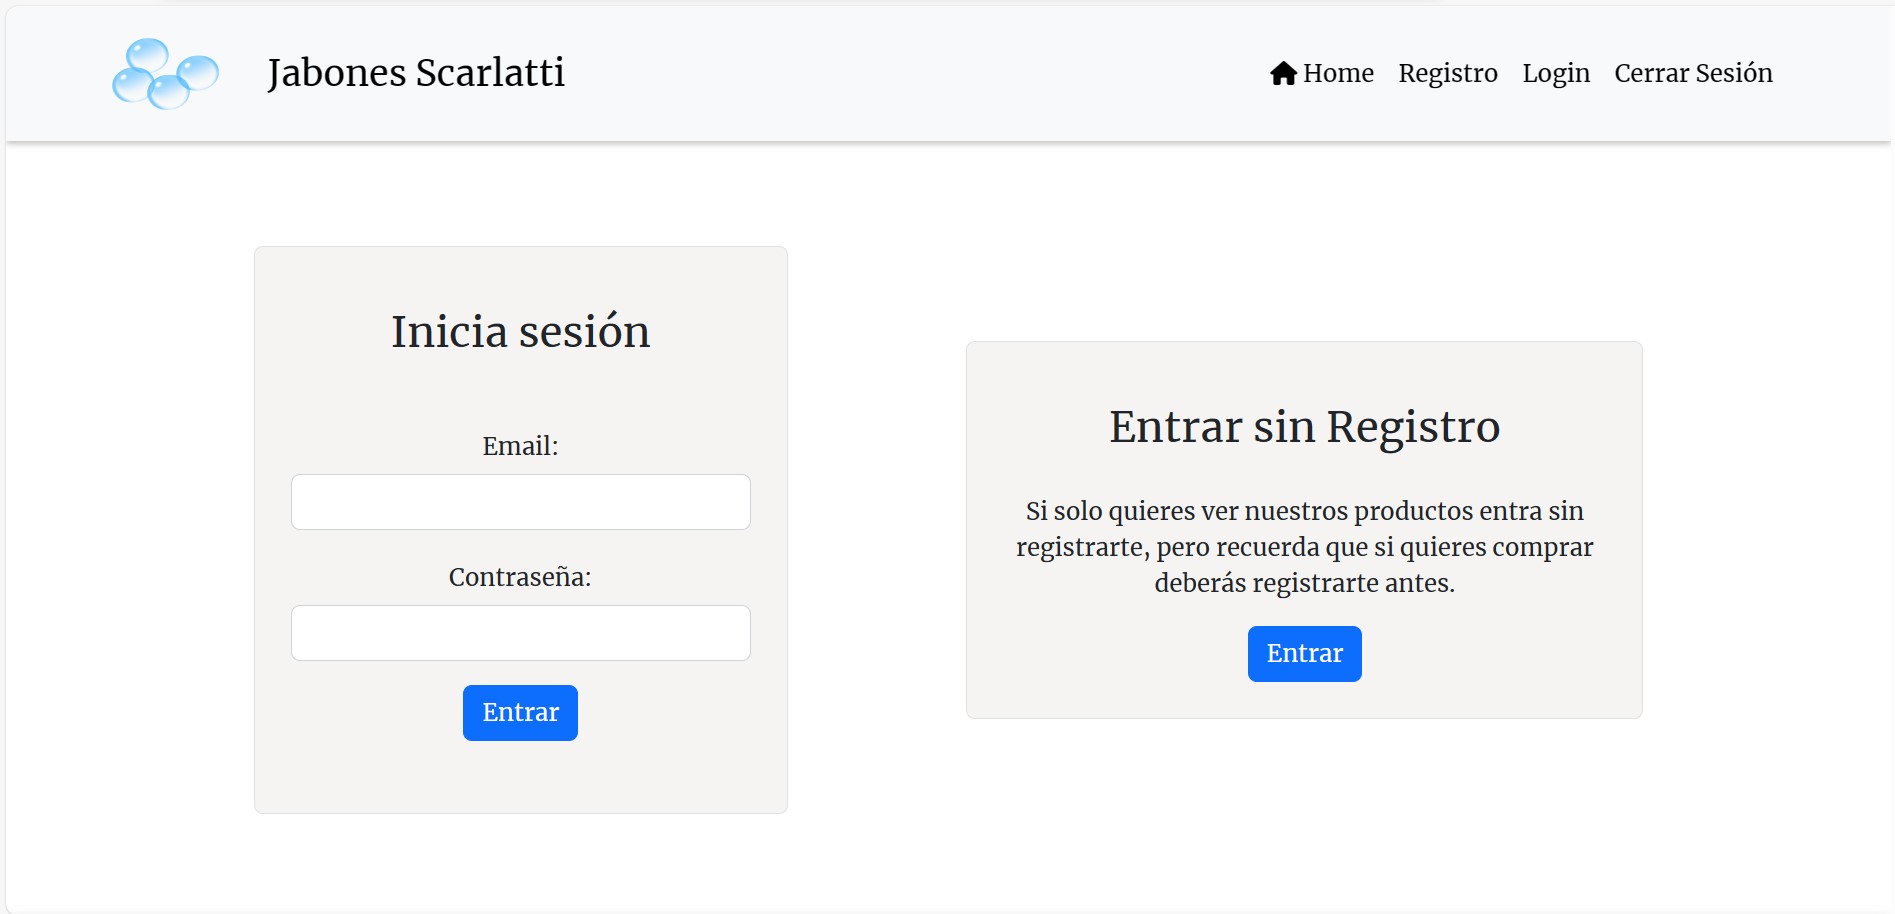 Jabones Scarlatti
Home Registro Login Cerrar Sesión
Inicia sesión
Email:
Contraseña:
Entrar
Entrar sin Registro
Si solo quieres ver nuestros productos entra sin
registrarte, pero recuerda que si quieres comprar
deberás registrarte antes.
Entrar